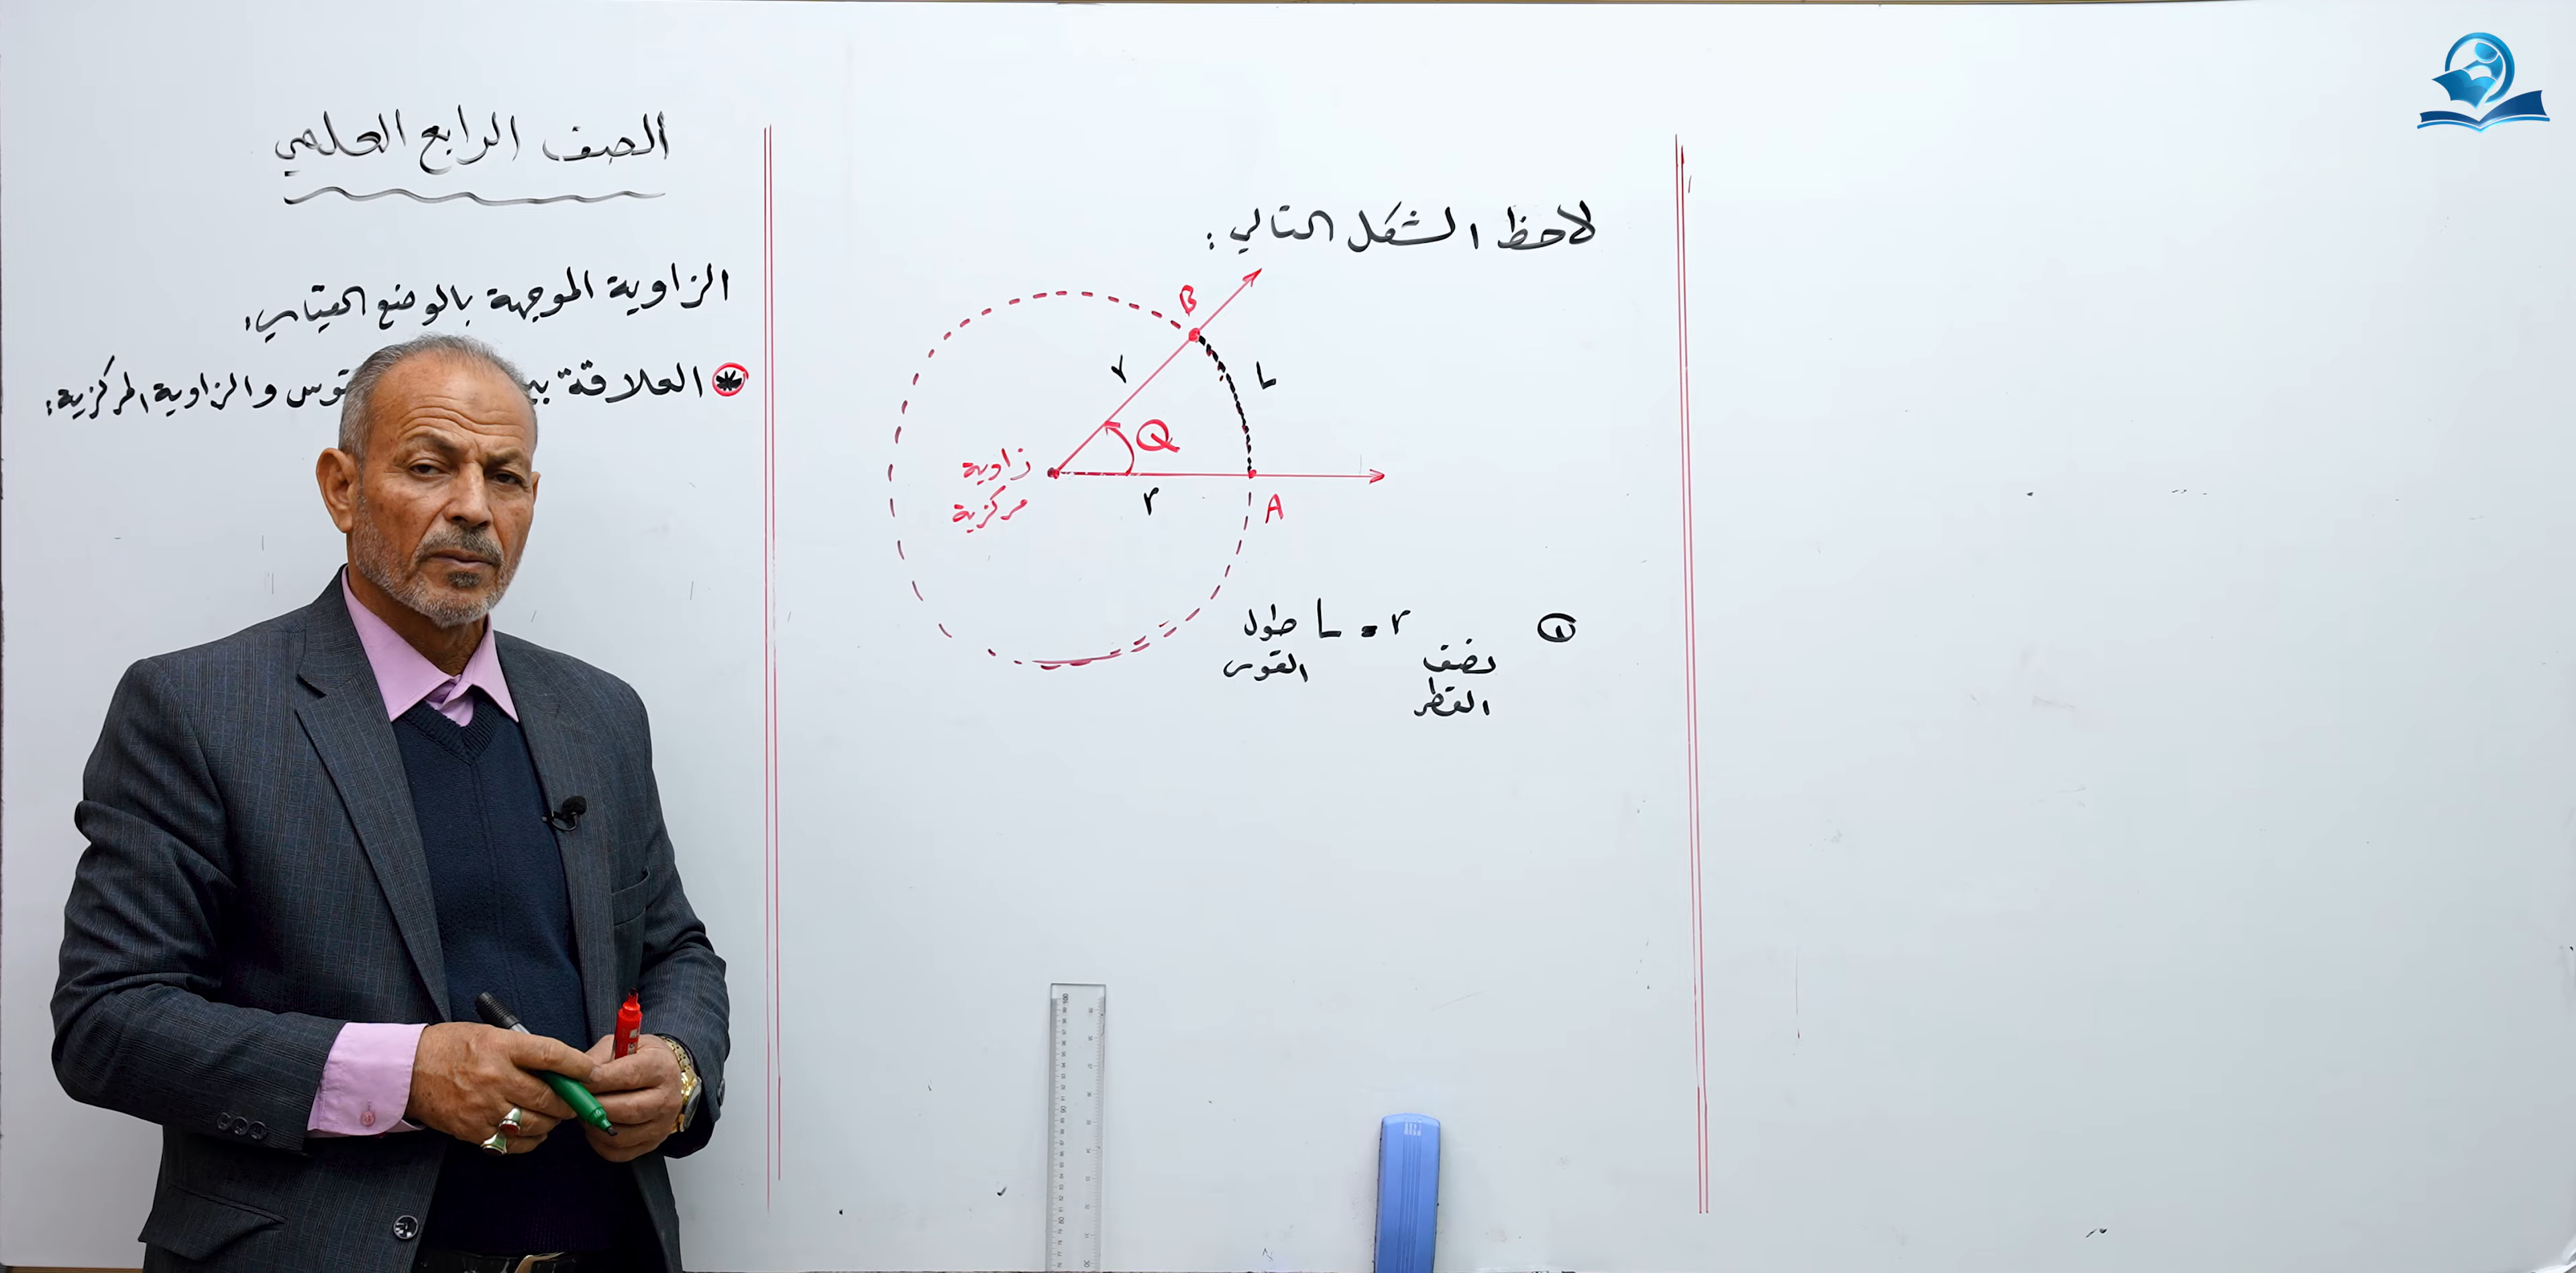 الصف الرابع العلمي
الزاوية الموجهة بالوضع القياسي:
العلاقة بين قوس والزاوية المركزية:
لاحظ الشكل التالي:
B
r
L
Q
زاوية
مركزية
r
A
①
طول L = r
القوس
نصف
القطر